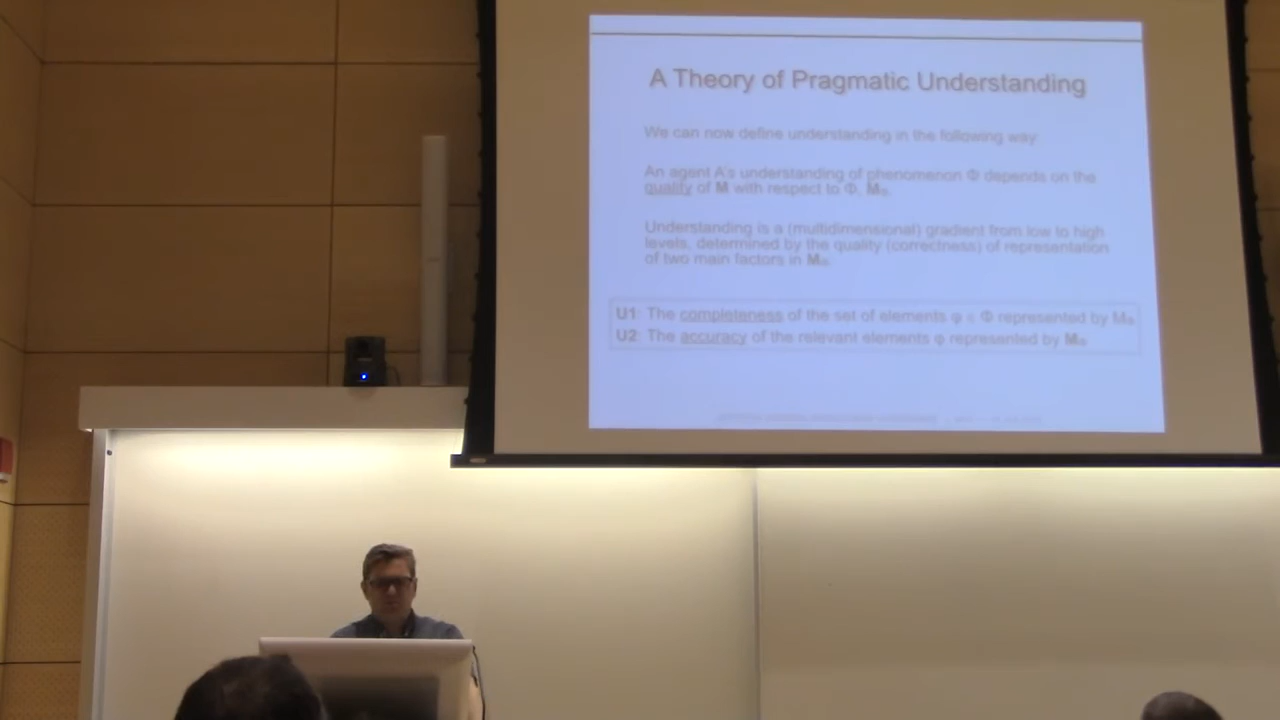 A Theory of Pragmatic Understanding
We can now define understanding in the following way:
An agent A's understanding of phenomenon Φ depends on the
quality of M with respect to Φ, MΦ.
Understanding is a (multidimensional) gradient from low to high
levels, determined by the quality (correctness) of representation
of two main factors in MΦ:
U1: The completeness of the set of elements φ ∈ Φ represented by MΦ
U2: The accuracy of the relevant elements φ represented by MΦ